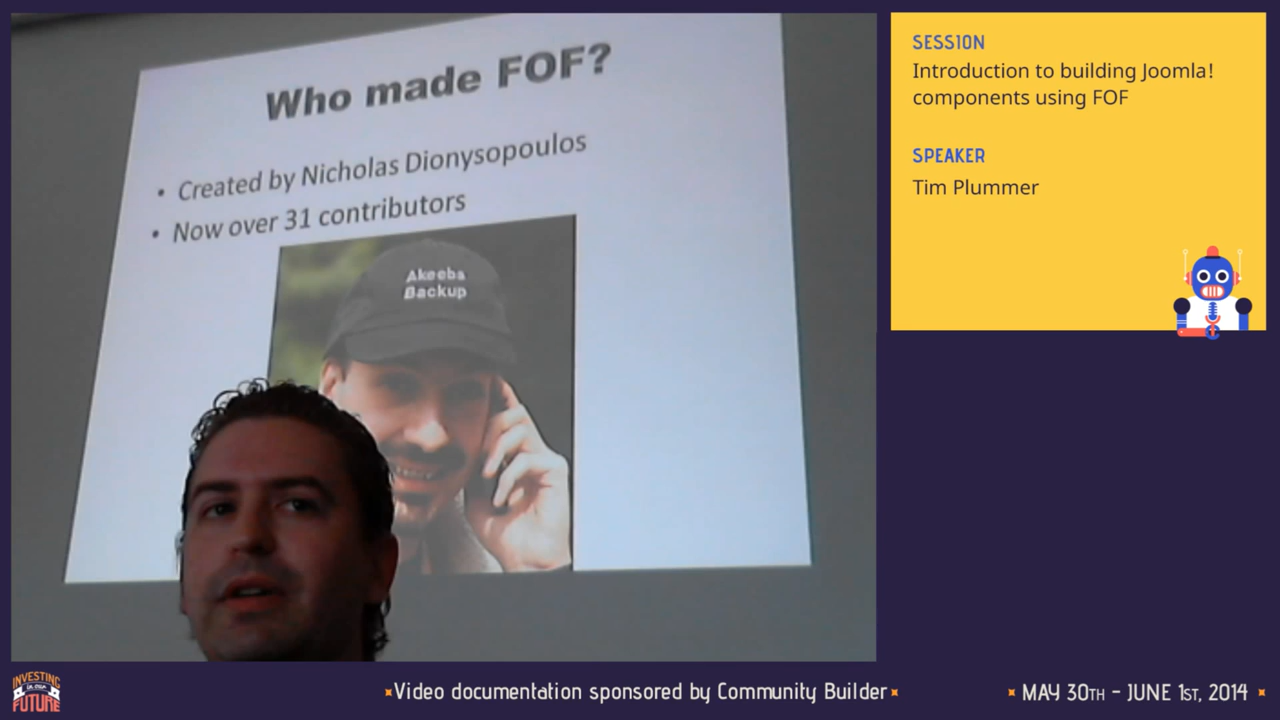 Who made FOF?
• Created by Nicholas Dionysopoulos
• Now over 31 contributors
Akeeba
Backup
SESSION
Introduction to building Joomla!
components using FOF
SPEAKER
Tim Plummer
INVESTING
IN OUR
FUTURE
Video documentation sponsored by Community Builder
MAY 30TH - JUNE 1ST, 2014